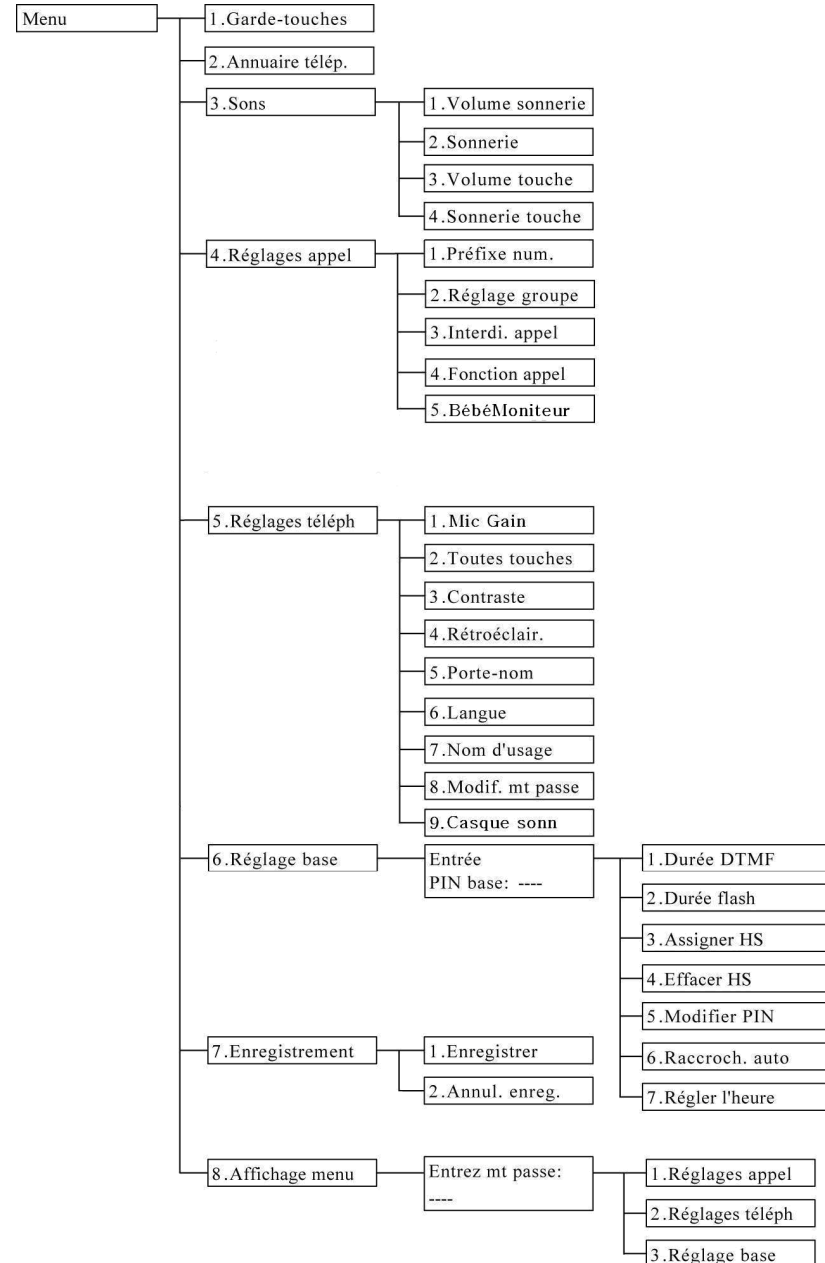 Menu
1.Garde-touches
2.Annuaire télép.
3.Sons
1.Volume sonnerie
2.Sonnerie
3.Volume touche
4.Sonnerie touche
4.Réglages appel
1.Préfixe num.
2.Réglage groupe
3.Interdi. appel
4.Fonction appel
5.BébéMoniteur
5.Réglages téléph
1.Mic Gain
2.Toutes touches
3.Contraste
4.Rétroéclair.
5.Porte-nom
6.Langue
7.Nom d'usage
8.Modif. mt passe
9.Casque sonn
6.Réglage base
Entrée
PIN base: ----
1.Durée DTMF
2.Durée flash
3.Assigner HS
4.Effacer HS
5.Modifier PIN
6.Raccroch. auto
7.Régler l'heure
7.Enregistrement
1.Enregistrer
2.Annul. enreg.
8.Affichage menu
Entrez mt passe:
----
1.Réglages appel
2.Réglages téléph
3.Réglage base